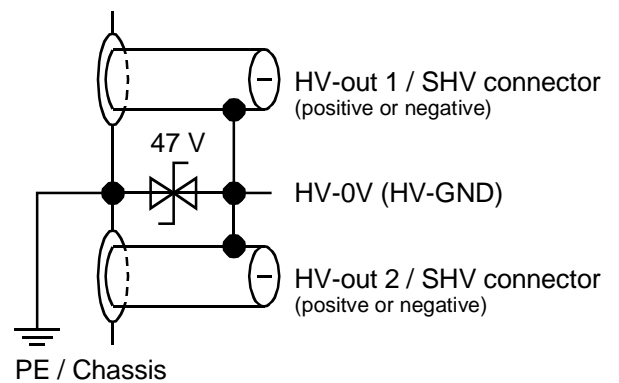 HV-out 1 / SHV connector
(positive or negative)
47 V
HV-0V (HV-GND)
HV-out 2 / SHV connector
(positve or negative)
PE / Chassis